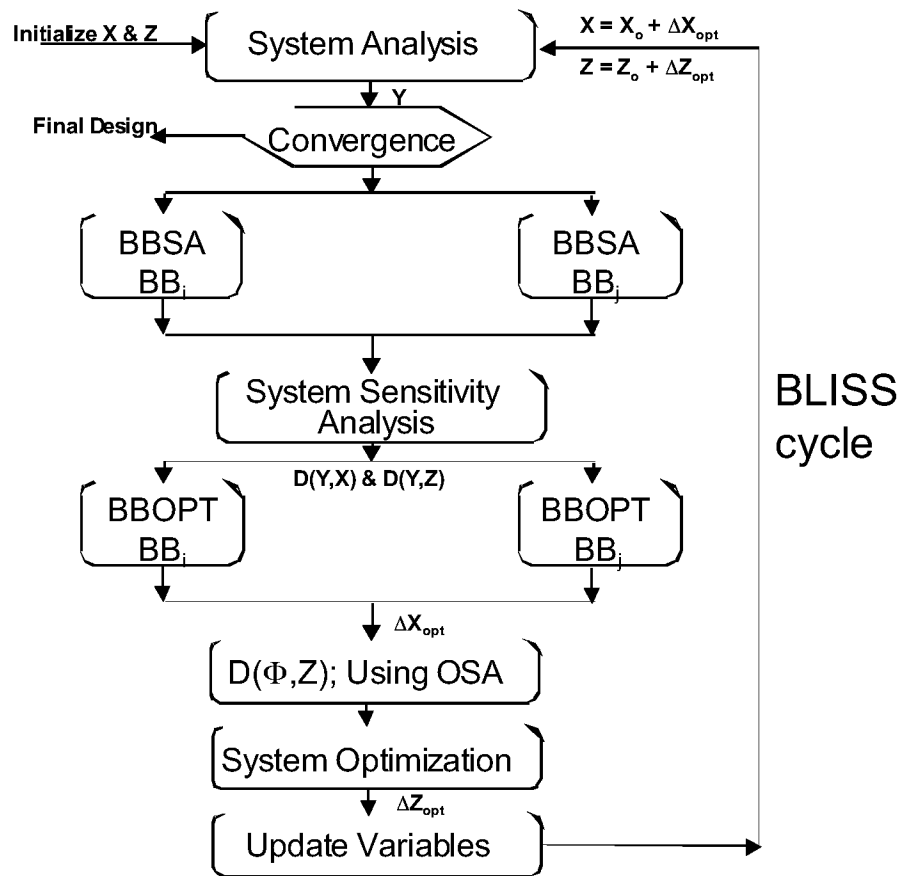 Initialize X & Z
System Analysis
X = Xₒ + ΔXₒₚₜ
Z = Zₒ + ΔZₒₚₜ
Y
Final Design
Convergence
BBSA
BBᵢ
BBSA
BBⱼ
System Sensitivity
Analysis
BLISS
cycle
D(Y,X) & D(Y,Z)
BBOPT
BBᵢ
BBOPT
BBⱼ
ΔXₒₚₜ
D(Φ,Z); Using OSA
System Optimization
ΔZₒₚₜ
Update Variables